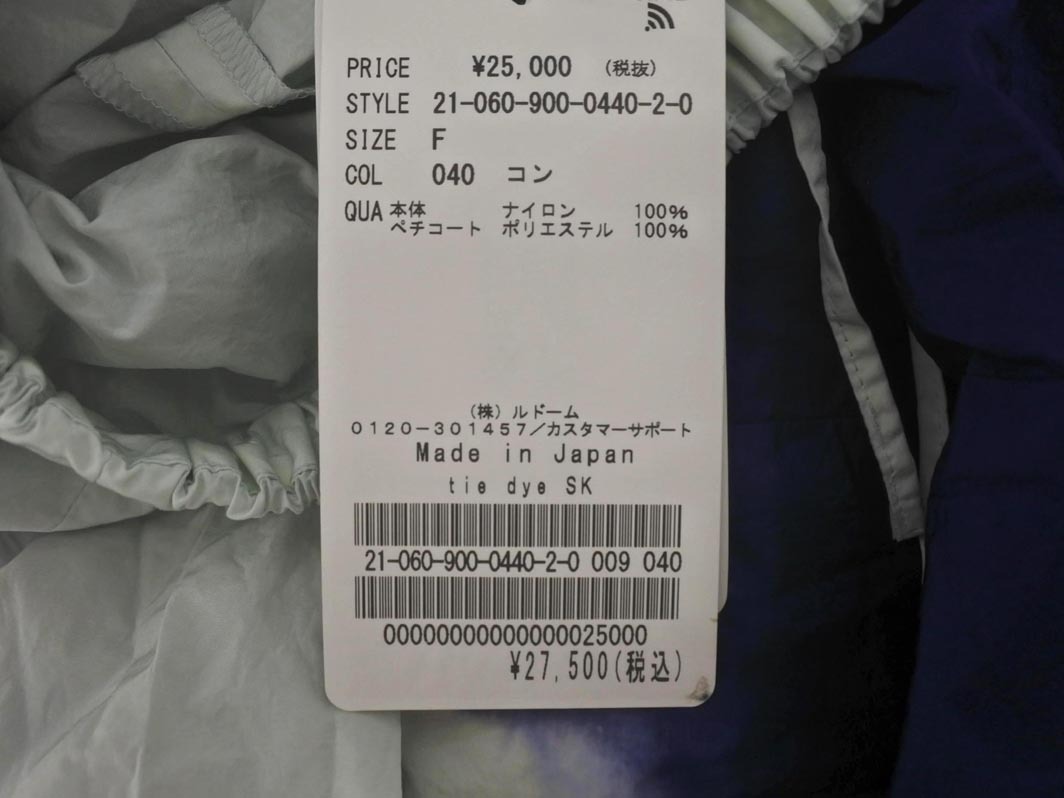 PRICE ¥25,000 (税抜)
STYLE 21-060-900-0440-2-0
SIZE F
COL 040 コン
QUA 本体 ナイロン 100%
ペチコート ポリエステル 100%
(株) ルドーム
0120-301457/カスタマーサポート
Made in Japan
tie dye SK
21-060-900-0440-2-0 009 040
00000000000000025000
¥27,500(税込)